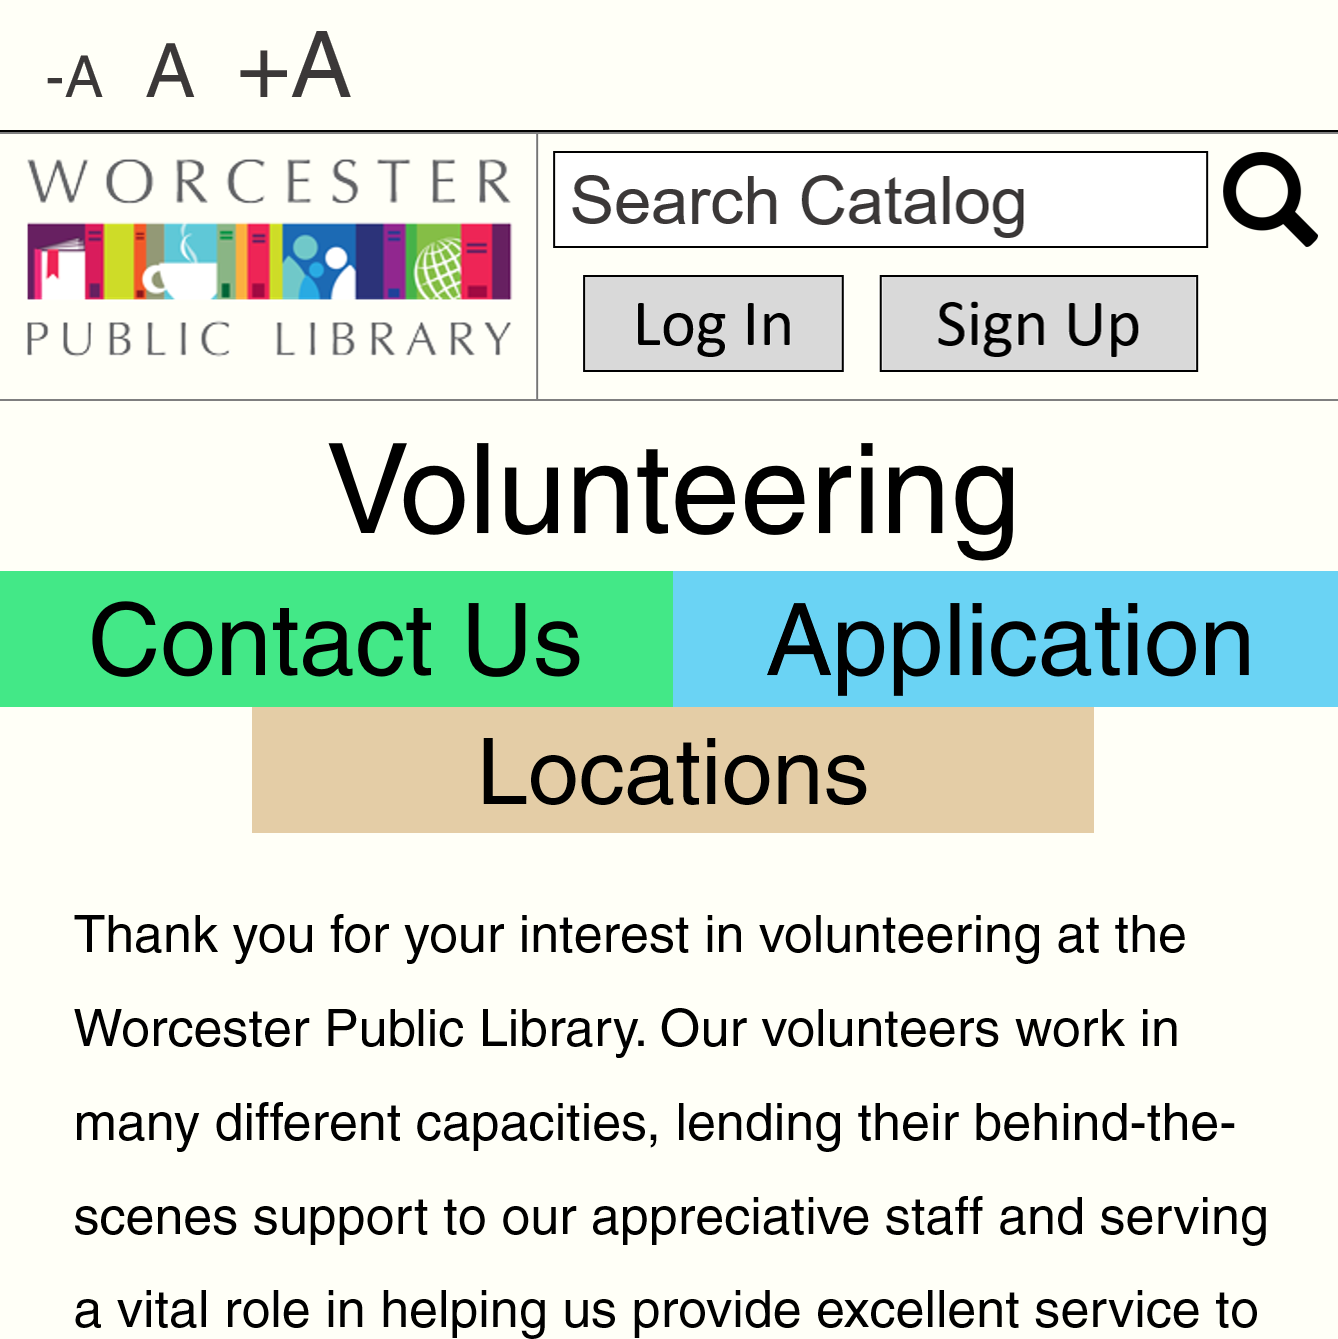 -A A +A
WORCESTER
PUBLIC LIBRARY
Search Catalog
Log In Sign Up
Volunteering
Contact Us Application
Locations
Thank you for your interest in volunteering at the
Worcester Public Library. Our volunteers work in
many different capacities, lending their behind-the-
scenes support to our appreciative staff and serving
a vital role in helping us provide excellent service to